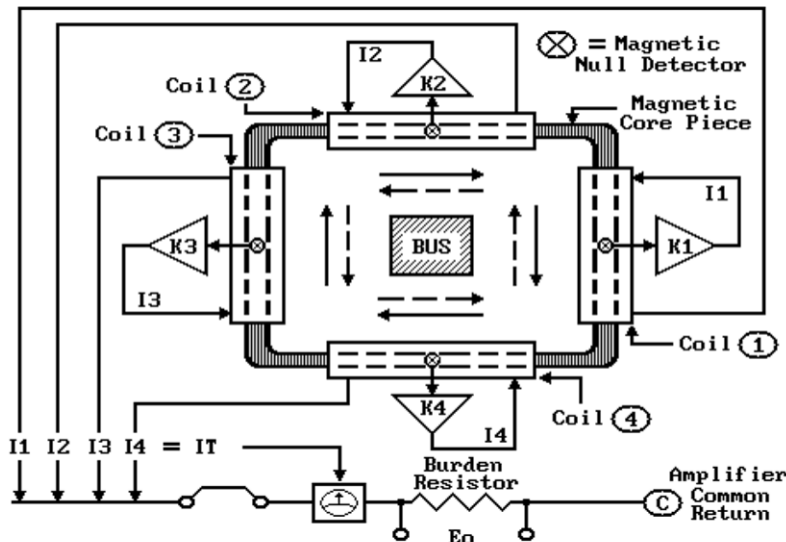 I2
K2
= Magnetic
Null Detector
Coil 2
Coil 3
Magnetic
Core Piece
I1
K3
BUS
K1
I3
Coil 1
K4
I4
Coil 4
I1 I2 I3 I4 = IT
Burden
Resistor
Amplifier
Common
Return
C
Eo